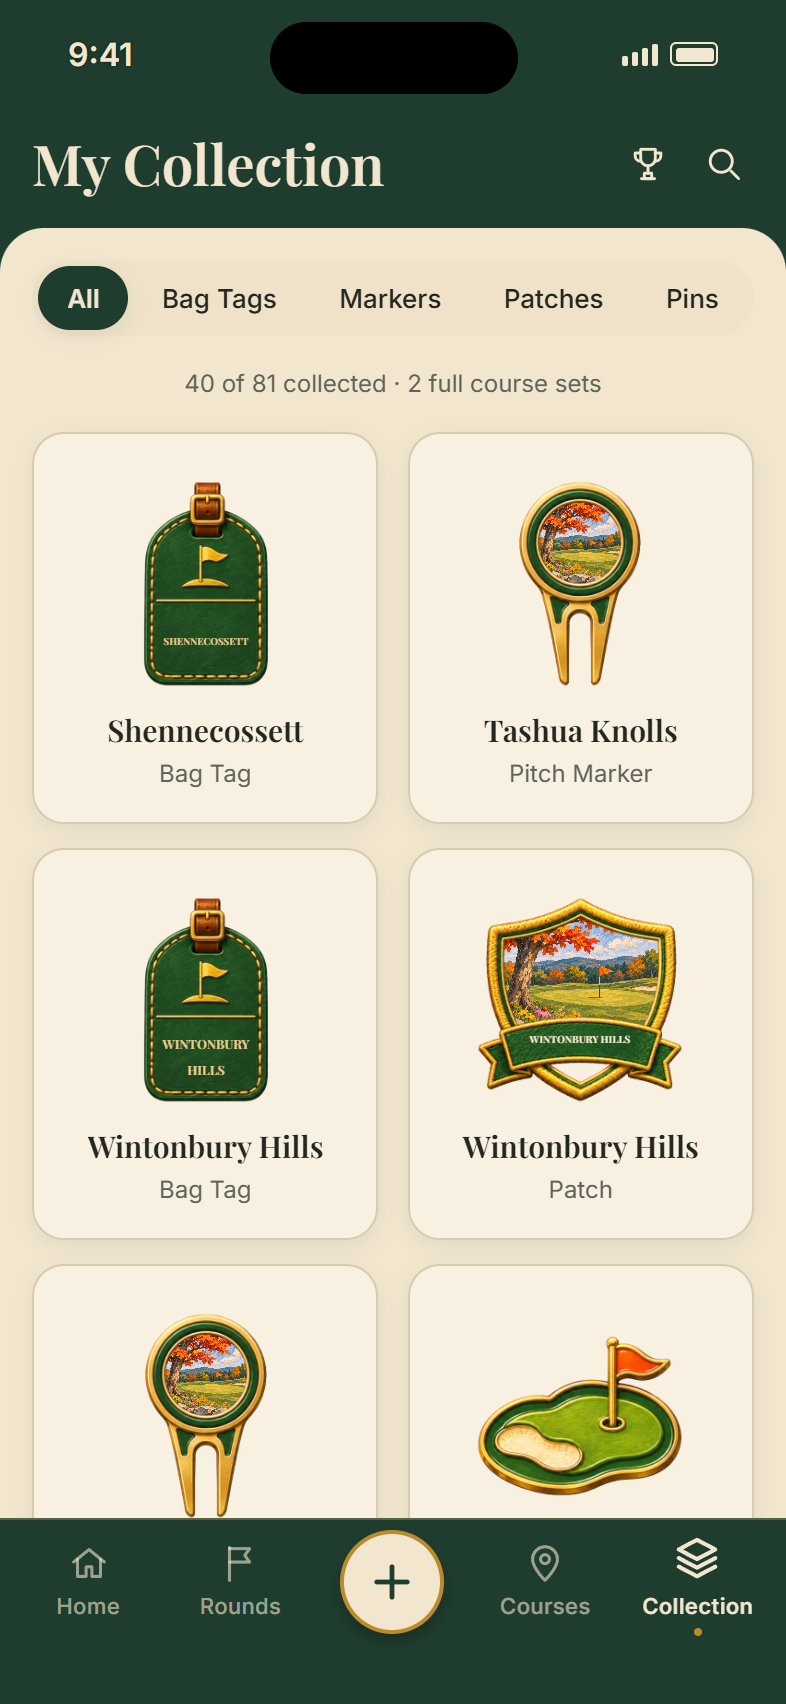 9:41
My Collection
All Bag Tags Markers Patches Pins
40 of 81 collected · 2 full course sets
SHENNECOSSETT
Shennecossett
Bag Tag
Tashua Knolls
Pitch Marker
WINTONBURY
HILLS
Wintonbury Hills
Bag Tag
WINTONBURY HILLS
Wintonbury Hills
Patch
Home Rounds Courses Collection